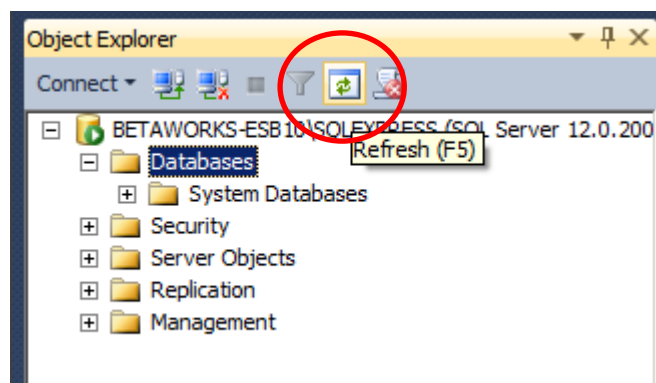 Object Explorer
Connect
BETAWORKS-ESB10\SQLEXPRESS (SQL Server 12.0.200
Refresh (F5)
Databases
System Databases
Security
Server Objects
Replication
Management